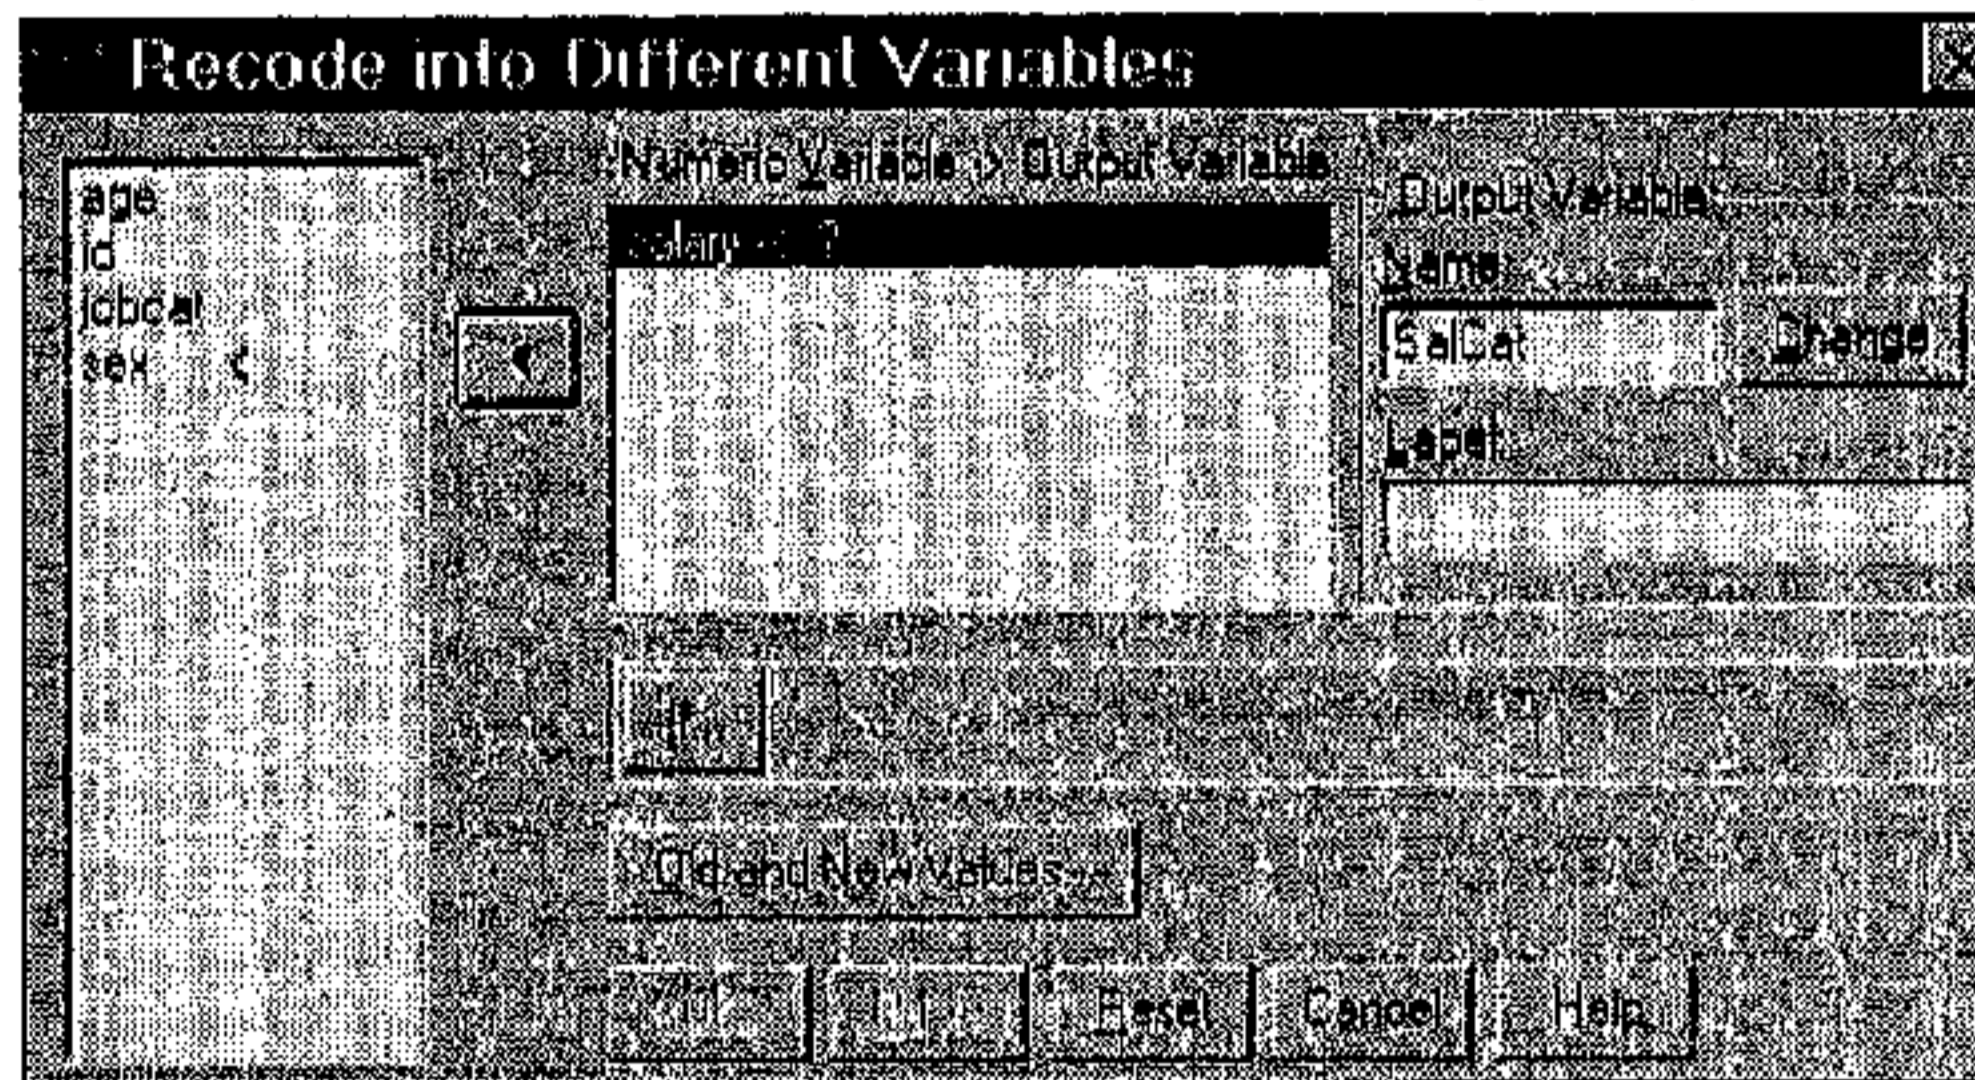 Recode into Different Variables
age
id
jobcat
sex
Numeric Variable -> Output Variable
salary --> ?
Output Variable
Name:
SalCat
Change
Label:
If...
Old and New Values...
Reset
Cancel
Help